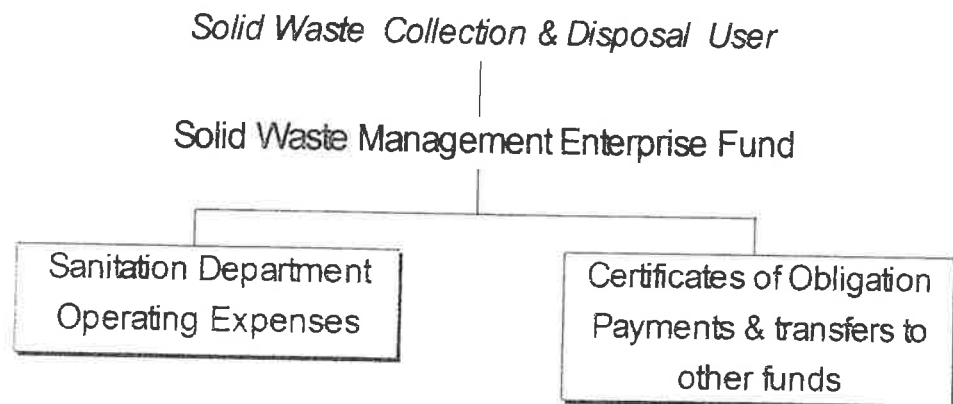 Solid Waste Collection & Disposal User
Solid Waste Management Enterprise Fund
Sanitation Department
Operating Expenses
Certificates of Obligation
Payments & transfers to
other funds